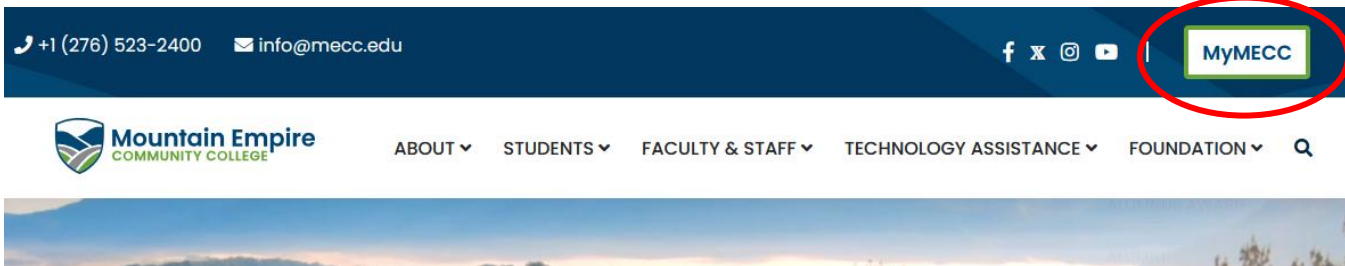 +1 (276) 523-2400 info@mecc.edu MyMECC
Mountain Empire
COMMUNITY COLLEGE
ABOUT STUDENTS FACULTY & STAFF TECHNOLOGY ASSISTANCE FOUNDATION